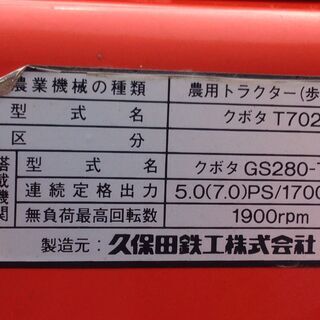 農業機械の種類 農用トラクター(歩
型式名 クボタ T702
区分
搭載機関 型式名 クボタ GS280-
連続定格出力 5.0(7.0)PS/1700
無負荷最高回転数 1900rpm
製造元:久保田鉄工株式会社